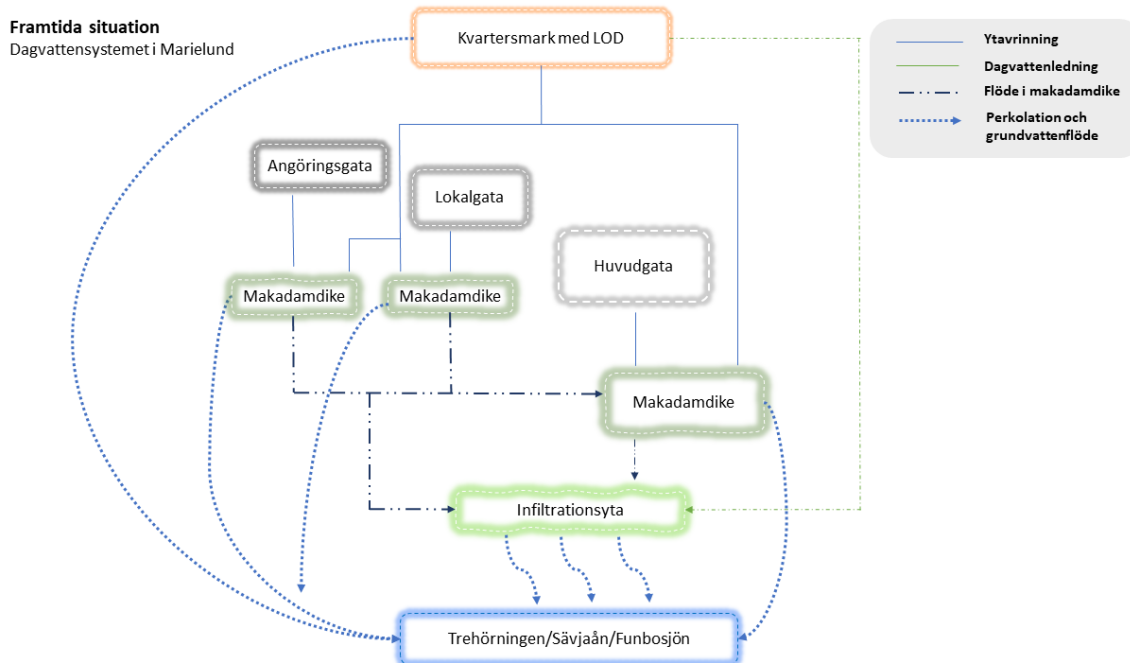 Framtida situation
Dagvattensystemet i Marielund
Kvartersmark med LOD
Ytavrinning
Dagvattenledning
Flöde i makadamdike
Perkolation och
grundvattenflöde
Angöringsgata
Lokalgata
Huvudgata
Makadamdike
Makadamdike
Makadamdike
Infiltrationsyta
Trehörningen/Sävjaån/Funbosjön